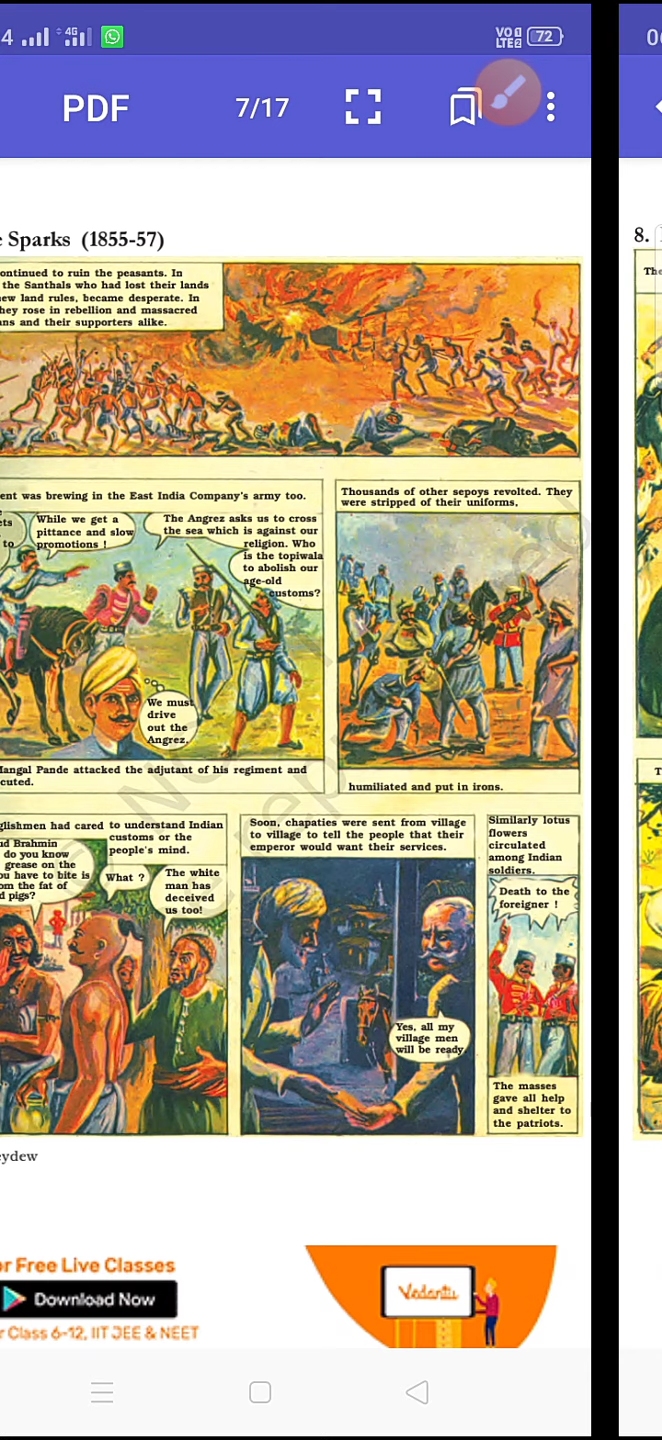 4
4G
VO
LTE2
72
PDF
7/17
Sparks (1855-57)
8.
ontinued to ruin the peasants. In
the Santhals who had lost their lands
ew land rules, became desperate. In
hey rose in rebellion and massacred
ans and their supporters alike.
The
ent was brewing in the East India Company's army too.
to
While we get a
pittance and slow
promotions !
The Angrez asks us to cross
the sea which is against our
religion. Who
is the topiwala
to abolish our
age-old
customs?
We must
drive
out the
Angrez.
Mangal Pande attacked the adjutant of his regiment and
cuted.
Thousands of other sepoys revolted. They
were stripped of their uniforms,
humiliated and put in irons.
T
glishmen had cared to understand Indian
customs or the
people's mind.
ud Brahmin
do you know
grease on the
ou have to bite is
om the fat of
d pigs?
What ?
The white
man has
deceived
us too!
Soon, chapaties were sent from village
to village to tell the people that their
emperor would want their services.
Yes, all my
village men
will be ready
Similarly lotus
flowers
circulated
among Indian
soldiers.
Death to the
foreigner !
The masses
gave all help
and shelter to
the patriots.
eydew
or Free Live Classes
Download Now
r Class 6-12, IIT JEE & NEET
Vedantu